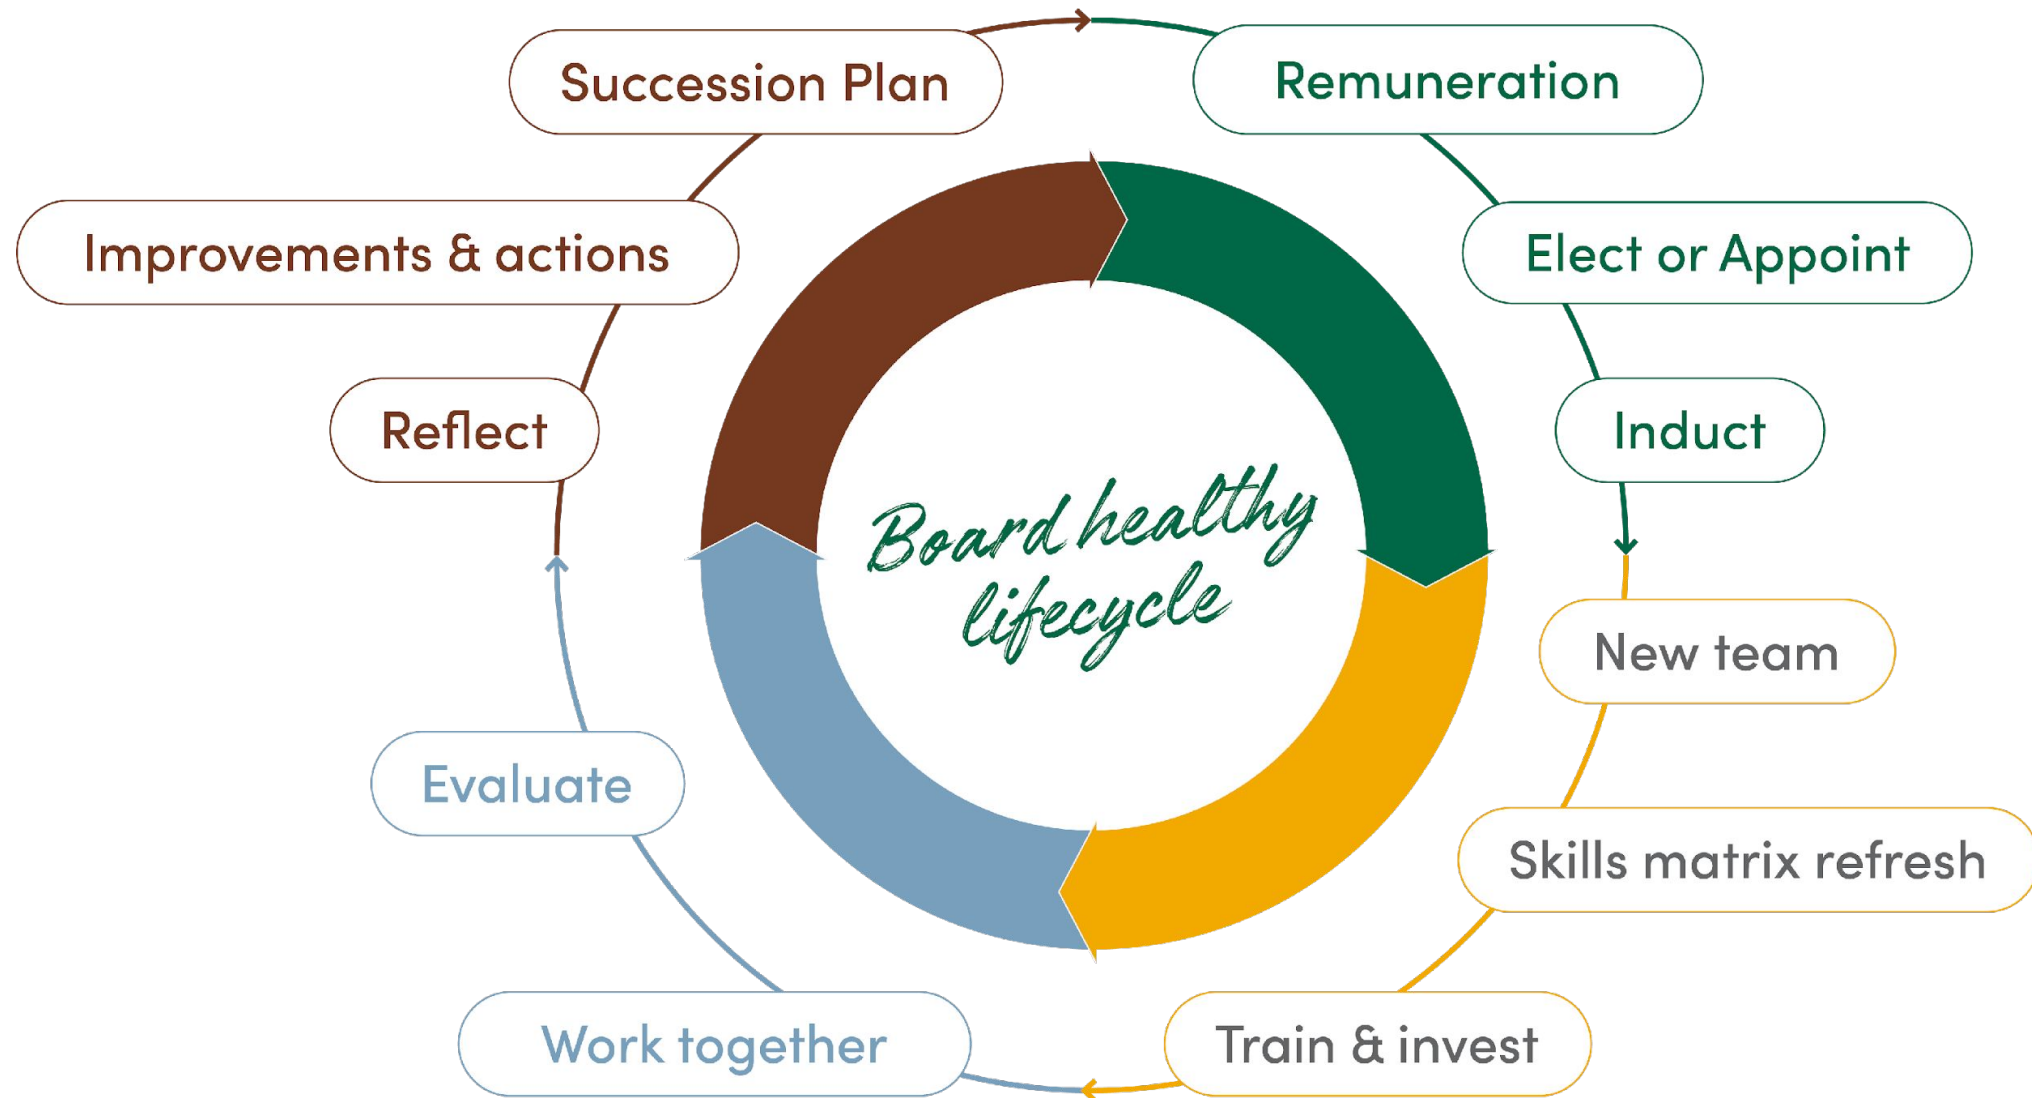 Succession Plan
Remuneration
Improvements & actions
Elect or Appoint
Reflect
Induct
Board healthy
lifecycle
New team
Evaluate
Skills matrix refresh
Work together
Train & invest